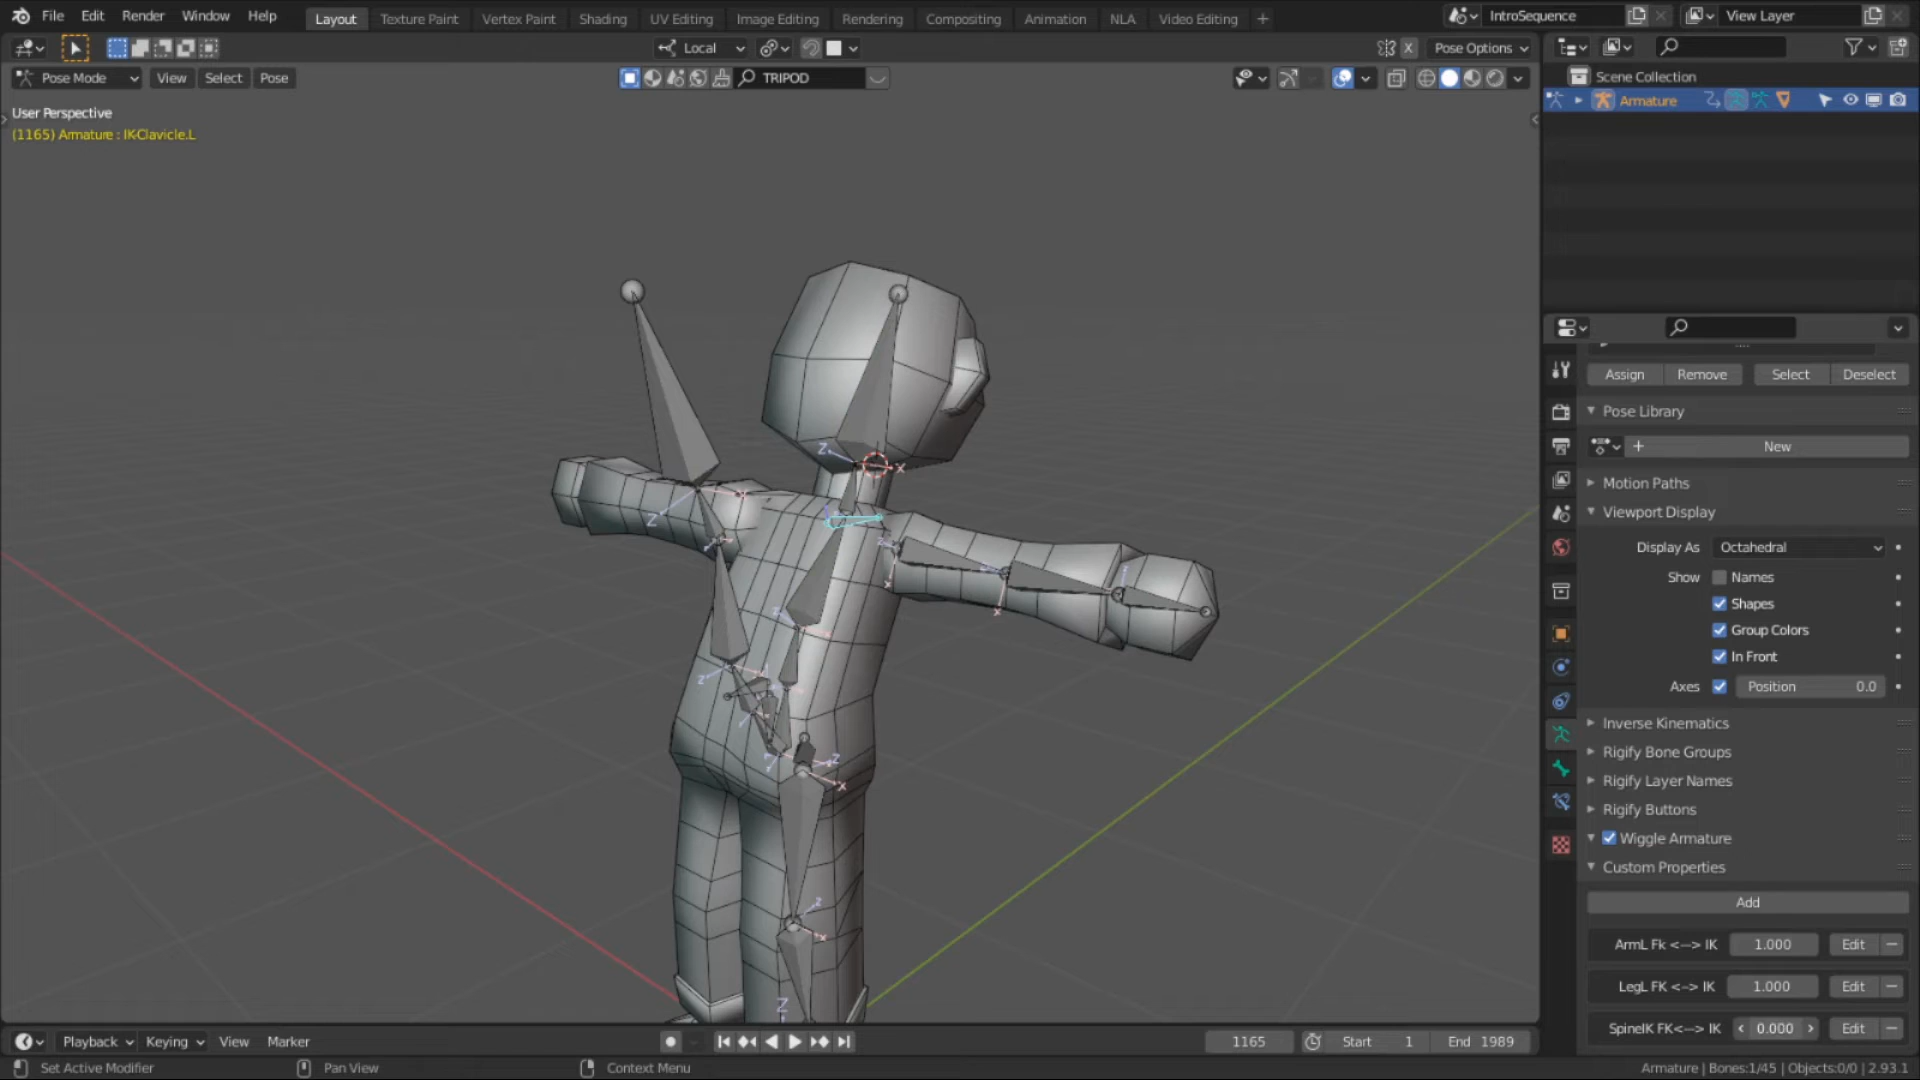 File Edit Render Window Help Layout Texture Paint Vertex Paint Shading UV Editing Image Editing Rendering Compositing Animation NLA Video Editing + IntroSequence View Layer
Local X Pose Options
Pose Mode View Select Pose TRIPOD
User Perspective
(1165) Armature : IK-Clavicle.L
Scene Collection
Armature
Assign Remove Select Deselect
Pose Library
+ New
Motion Paths
Viewport Display
Display As Octahedral
Show Names
Shapes
Group Colors
In Front
Axes Position 0.0
Inverse Kinematics
Rigify Bone Groups
Rigify Layer Names
Rigify Buttons
Wiggle Armature
Custom Properties
Add
ArmL Fk <--> IK 1.000 Edit
LegL FK <--> IK 1.000 Edit
SpineIK FK<--> IK 0.000 Edit
Playback Keying View Marker 1165 Start 1 End 1989
Set Active Modifier Pan View Context Menu Armature | Bones:1/45 | Objects:0/0 | 2.93.1